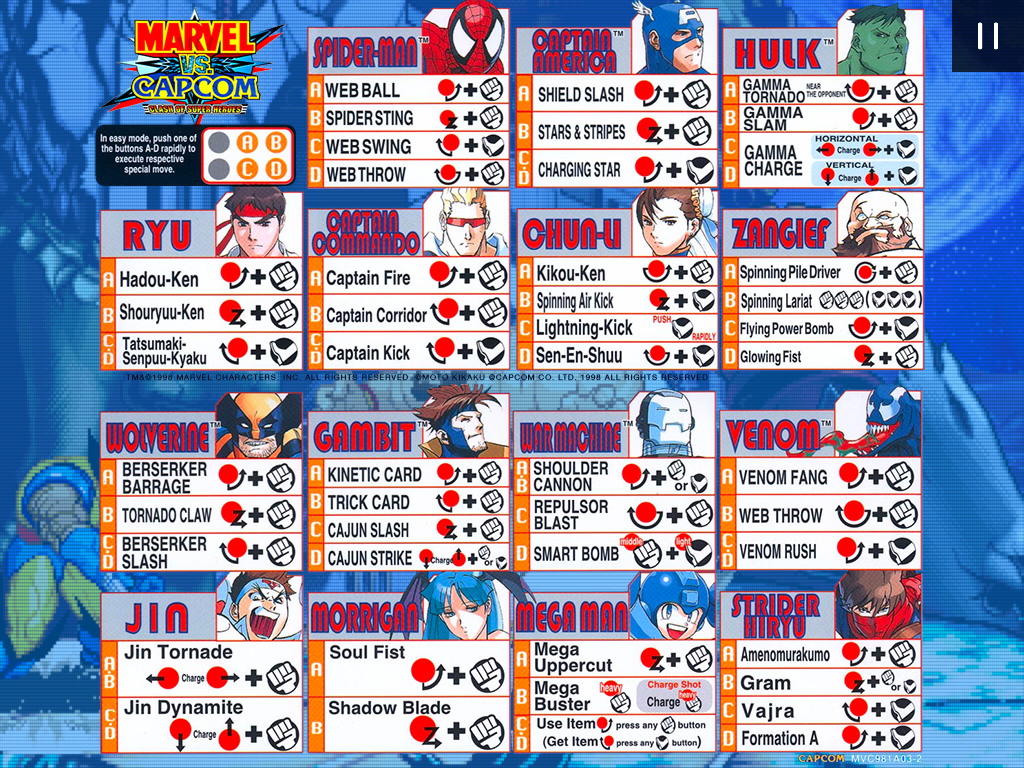 MARVEL
VS.
CAPCOM
CLASH OF SUPER HEROES
In easy mode, push one of
the buttons A-D rapidly to
execute respective
special move.
A B
C D
SPIDER-MAN™
A WEB BALL +
B SPIDER STING +
C WEB SWING +
D WEB THROW +
CAPTAIN
AMERICA™
A SHIELD SLASH +
B STARS & STRIPES +
C·D CHARGING STAR +
HULK™
A GAMMA
TORNADO NEAR
THE OPPONENT +
B GAMMA
SLAM +
C·D GAMMA
CHARGE
HORIZONTAL
Charge +
VERTICAL
Charge +
RYU
A Hadou-Ken +
B Shouryuu-Ken +
C·D Tatsumaki-
Senpuu-Kyaku +
CAPTAIN
COMMANDO
A Captain Fire +
B Captain Corridor +
C·D Captain Kick +
CHUN-LI
A Kikou-Ken +
B Spinning Air Kick +
C Lightning-Kick PUSH RAPIDLY
D Sen-En-Shuu +
ZANGIEF
A Spinning Pile Driver +
B Spinning Lariat ( )
C Flying Power Bomb +
D Glowing Fist +
TM&©1998 MARVEL CHARACTERS, INC. ALL RIGHTS RESERVED. ©MOTO KIKAKU ©CAPCOM CO. LTD. 1998 ALL RIGHTS RESERVED
WOLVERINE™
A BERSERKER
BARRAGE +
B TORNADO CLAW +
C·D BERSERKER
SLASH +
GAMBIT™
A KINETIC CARD +
B TRICK CARD +
C CAJUN SLASH +
D CAJUN STRIKE Charge + or
WAR MACHINE™
A·B SHOULDER
CANNON + or
C REPULSOR
BLAST +
D SMART BOMB middle + light
VENOM™
A VENOM FANG +
B WEB THROW +
C·D VENOM RUSH +
JIN
A·B Jin Tornade
Charge +
C·D Jin Dynamite
Charge +
MORRIGAN
A Soul Fist
+
B Shadow Blade
+
MEGA MAN
A Mega
Uppercut +
B Mega
Buster heavy
Charge Shot
Charge heavy
C·D Use Item press any button
(Get Item press any button)
STRIDER
HIRYU
A Amenomurakumo +
B Gram + or
C Vajra +
D Formation A +
CAPCOM MVC981A03-2